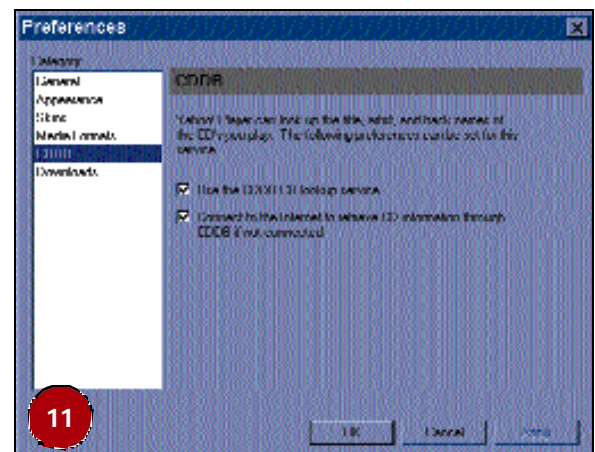 Preferences
Category
General
Appearance
Skins
Media Formats
CDDB
Downloads
CDDB
Yahoo! Player can look up the title, artist, and track names of
the CD's you play. The following preferences can be set for this
service.
Use the CDDB CD lookup service
Connect to the Internet to retrieve CD information through
CDDB if not connected
11
OK
Cancel
Apply